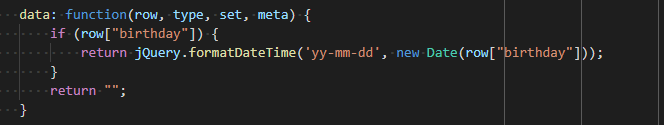 data: function(row, type, set, meta) {
if (row["birthday"]) {
return jQuery.formatDateTime('yy-mm-dd', new Date(row["birthday"]));
}
return "";
}